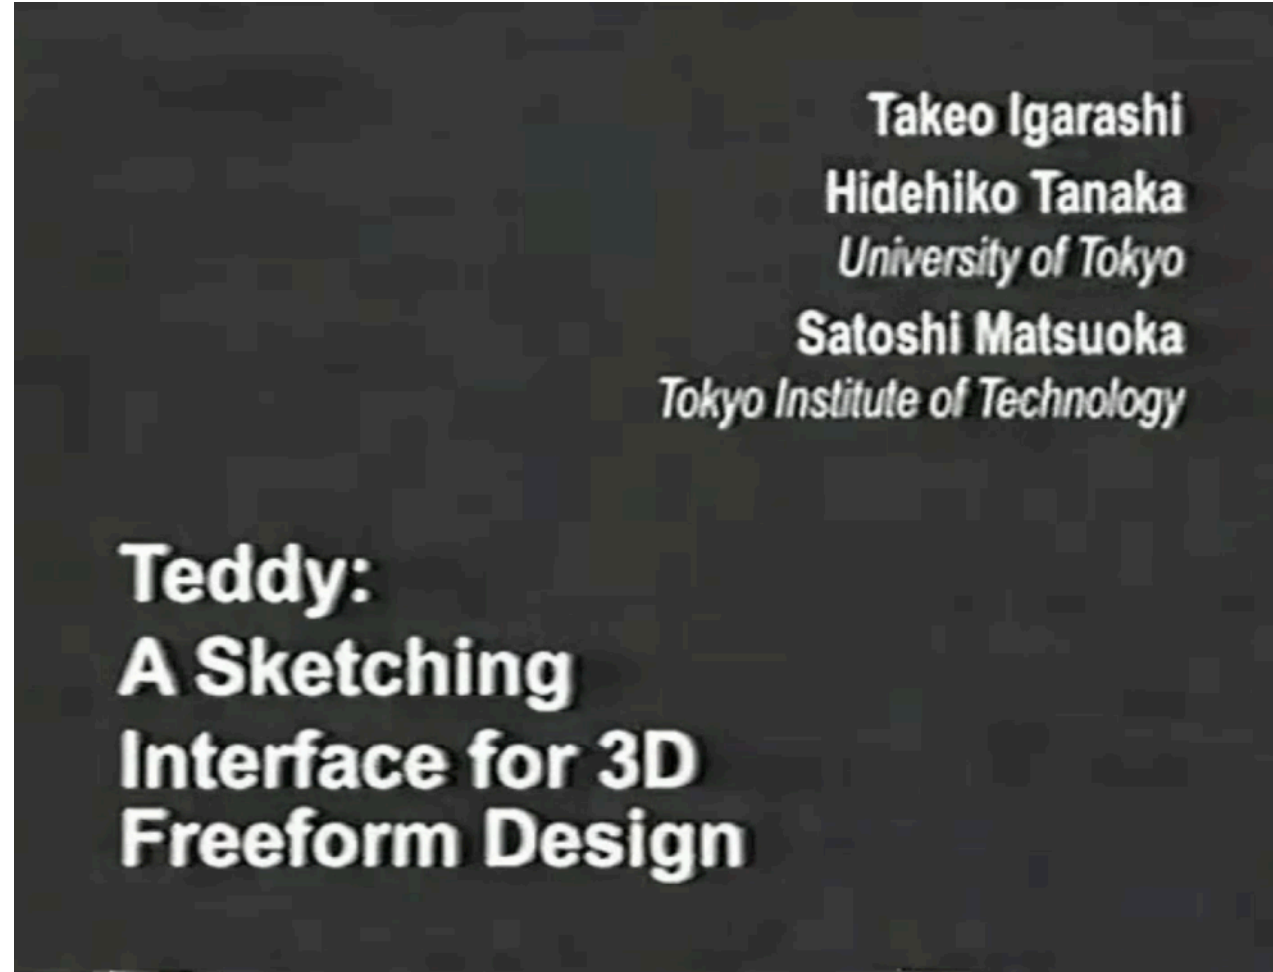 Takeo Igarashi
Hidehiko Tanaka
University of Tokyo
Satoshi Matsuoka
Tokyo Institute of Technology
Teddy:
A Sketching
Interface for 3D
Freeform Design